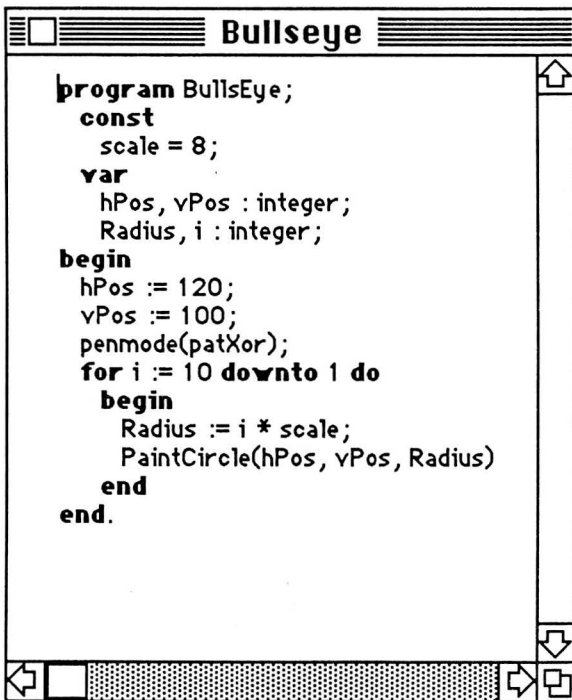 Bullseye
program BullsEye;
const
scale = 8;
var
hPos, vPos : integer;
Radius, i : integer;
begin
hPos := 120;
vPos := 100;
penmode(patXor);
for i := 10 downto 1 do
begin
Radius := i * scale;
PaintCircle(hPos, vPos, Radius)
end
end.